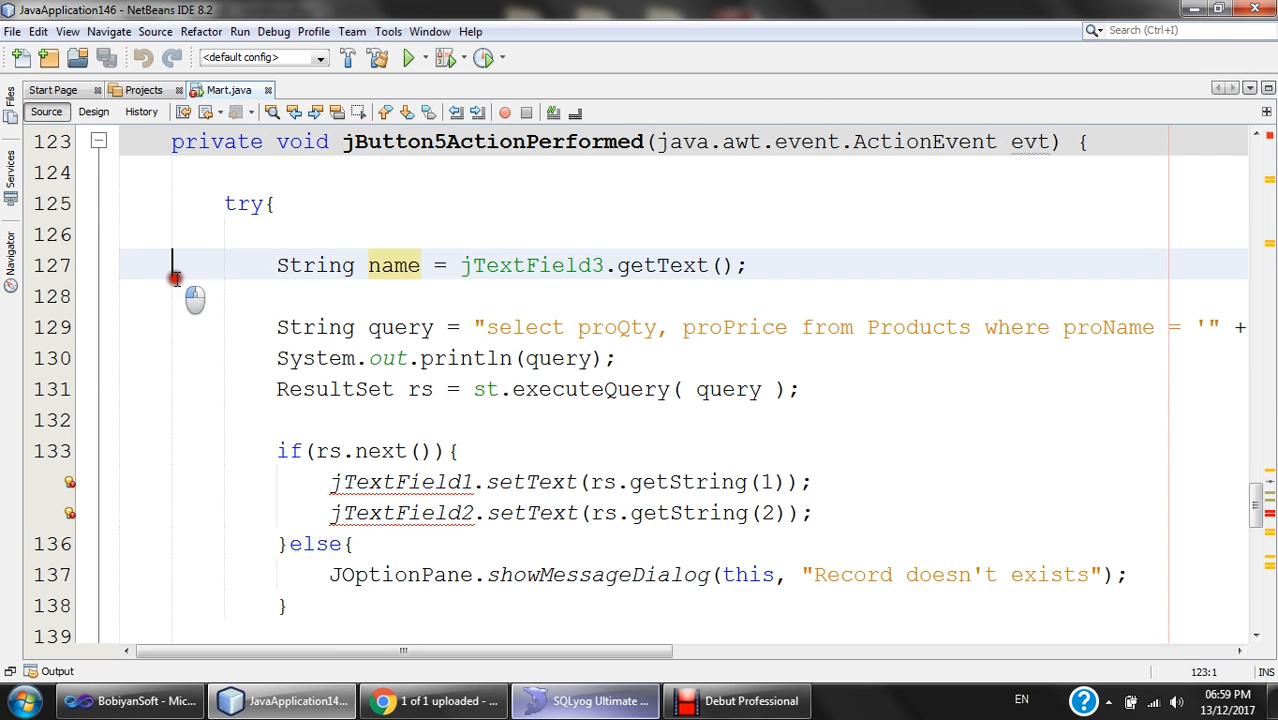 JavaApplication146 - NetBeans IDE 8.2
File Edit View Navigate Source Refactor Run Debug Profile Team Tools Window Help
Search (Ctrl+I)
<default config>
Start Page Projects Mart.java
Source Design History
Files
Services
Navigator
123 private void jButton5ActionPerformed(java.awt.event.ActionEvent evt) {
124
125 try{
126
127 String name = jTextField3.getText();
128
129 String query = "select proQty, proPrice from Products where proName = '" +
130 System.out.println(query);
131 ResultSet rs = st.executeQuery( query );
132
133 if(rs.next()){
jTextField1.setText(rs.getString(1));
jTextField2.setText(rs.getString(2));
136 }else{
137 JOptionPane.showMessageDialog(this, "Record doesn't exists");
138 }
139
Output
123:1 INS
BobiyanSoft - Mic... JavaApplication14... 1 of 1 uploaded - ... SQLyog Ultimate ... Debut Professional EN 06:59 PM
13/12/2017